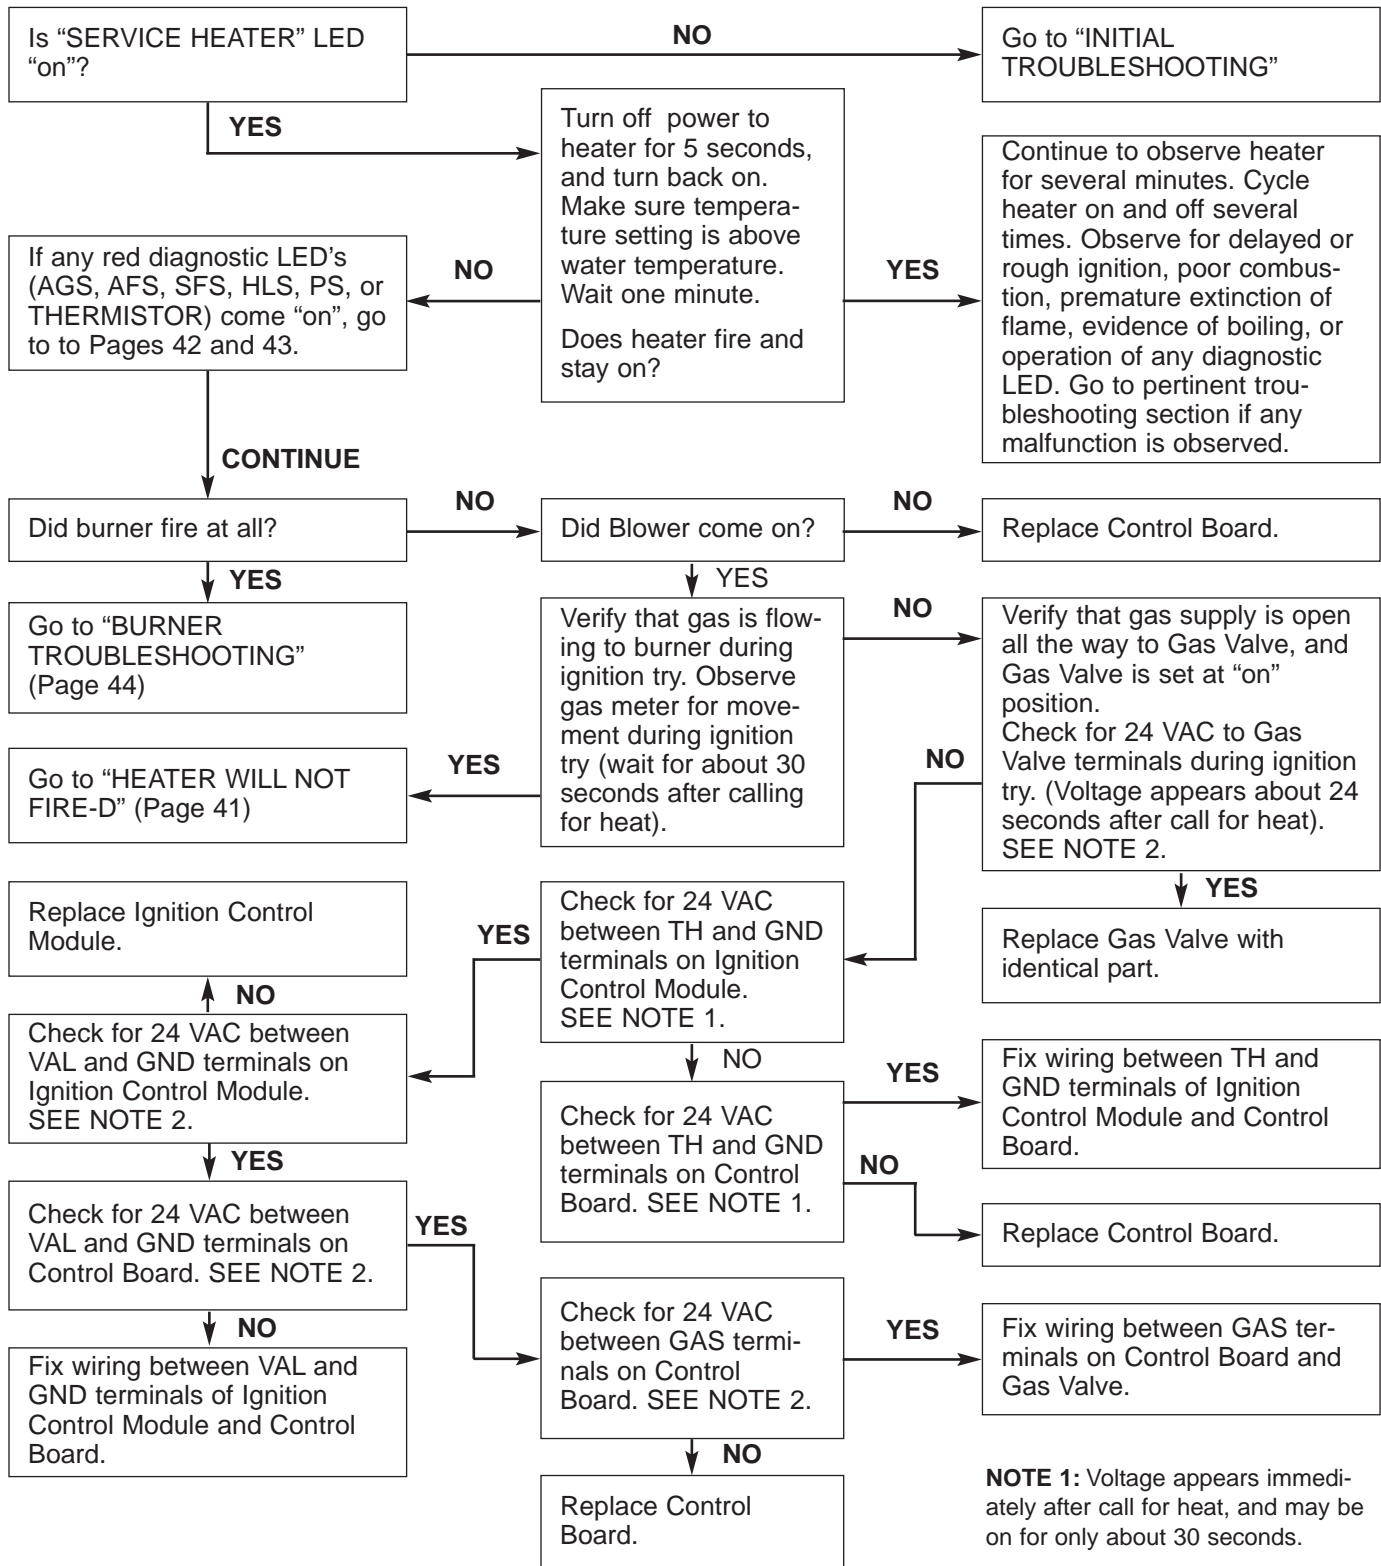 Is “SERVICE HEATER” LED
“on”?
NO
Go to “INITIAL
TROUBLESHOOTING”
YES
Turn off  power to
heater for 5 seconds,
and turn back on.
Make sure tempera-
ture setting is above
water temperature.
Wait one minute.
Does heater fire and
stay on?
YES
Continue to observe heater
for several minutes. Cycle
heater on and off several
times. Observe for delayed or
rough ignition, poor combus-
tion, premature extinction of
flame, evidence of boiling, or
operation of any diagnostic
LED. Go to pertinent trou-
bleshooting section if any
malfunction is observed.
NO
If any red diagnostic LED's
(AGS, AFS, SFS, HLS, PS, or
THERMISTOR) come “on”, go
to to Pages 42 and 43.
CONTINUE
Did burner fire at all?
NO
Did Blower come on?
NO
Replace Control Board.
YES
Go to “BURNER
TROUBLESHOOTING”
(Page 44)
YES
Verify that gas is flow-
ing to burner during
ignition try. Observe
gas meter for move-
ment during ignition
try (wait for about 30
seconds after calling
for heat).
NO
Verify that gas supply is open
all the way to Gas Valve, and
Gas Valve is set at “on”
position.
Check for 24 VAC to Gas
Valve terminals during ignition
try. (Voltage appears about 24
seconds after call for heat).
SEE NOTE 2.
YES
Go to “HEATER WILL NOT
FIRE-D” (Page 41)
NO
YES
Replace Gas Valve with
identical part.
Check for 24 VAC
between TH and GND
terminals on Ignition
Control Module.
SEE NOTE 1.
YES
Replace Ignition Control
Module.
NO
Check for 24 VAC between
VAL and GND terminals on
Ignition Control Module.
SEE NOTE 2.
NO
Check for 24 VAC
between TH and GND
terminals on Control
Board. SEE NOTE 1.
YES
Fix wiring between TH and
GND terminals of Ignition
Control Module and Control
Board.
NO
Replace Control Board.
YES
Check for 24 VAC between
VAL and GND terminals on
Control Board. SEE NOTE 2.
YES
Check for 24 VAC
between GAS termi-
nals on Control
Board. SEE NOTE 2.
YES
Fix wiring between GAS ter-
minals on Control Board and
Gas Valve.
NO
Fix wiring between VAL and
GND terminals of Ignition
Control Module and Control
Board.
NO
Replace Control
Board.
NOTE 1: Voltage appears immedi-
ately after call for heat, and may be
on for only about 30 seconds.